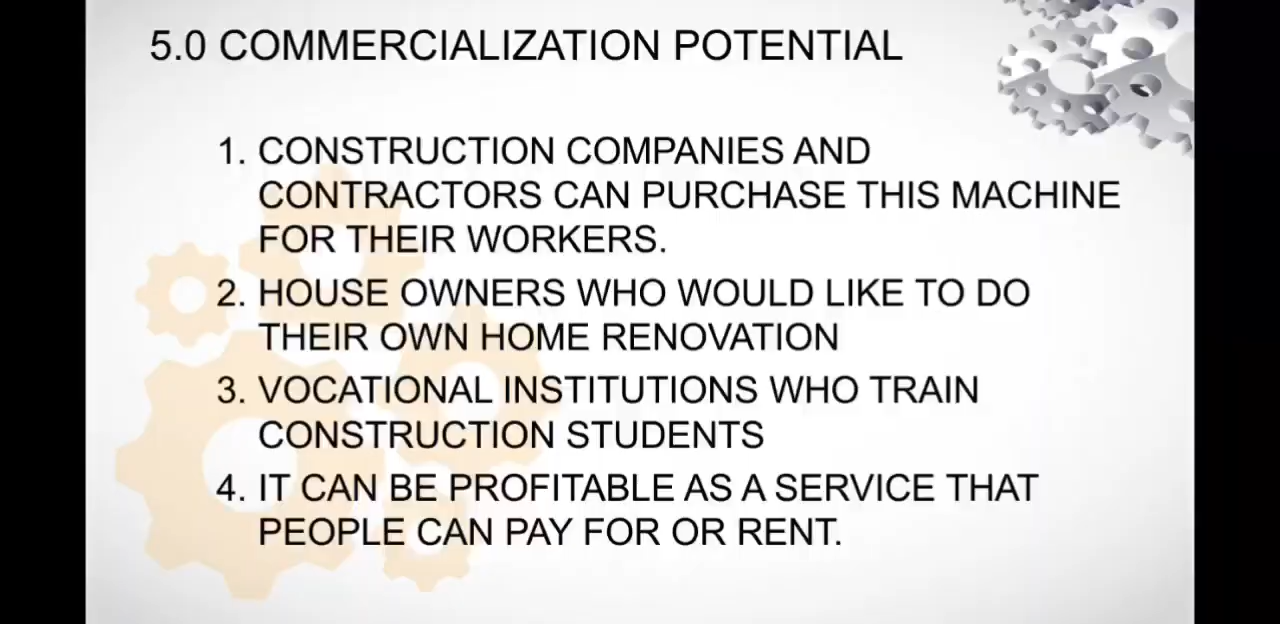 5.0 COMMERCIALIZATION POTENTIAL
1. CONSTRUCTION COMPANIES AND
CONTRACTORS CAN PURCHASE THIS MACHINE
FOR THEIR WORKERS.
2. HOUSE OWNERS WHO WOULD LIKE TO DO
THEIR OWN HOME RENOVATION
3. VOCATIONAL INSTITUTIONS WHO TRAIN
CONSTRUCTION STUDENTS
4. IT CAN BE PROFITABLE AS A SERVICE THAT
PEOPLE CAN PAY FOR OR RENT.